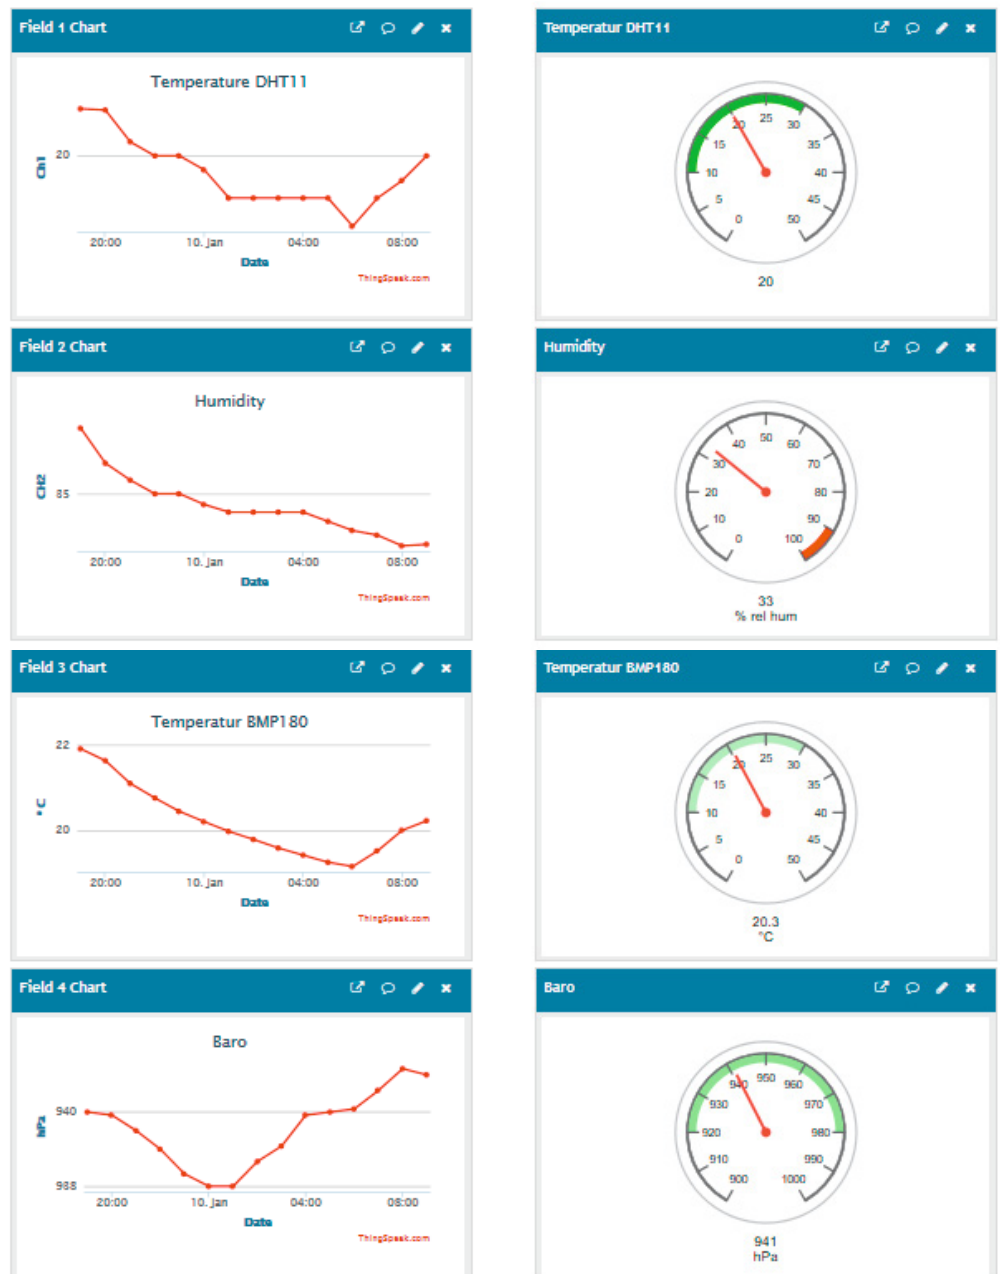 Field 1 Chart
Temperature DHT11
Ch1
20
20:00 10. Jan 04:00 08:00
Date
ThingSpeak.com
Temperatur DHT11
0 5 10 15 20 25 30 35 40 45 50
20
Field 2 Chart
Humidity
CH2
85
20:00 10. Jan 04:00 08:00
Date
ThingSpeak.com
Humidity
0 10 20 30 40 50 60 70 80 90 100
33
% rel hum
Field 3 Chart
Temperatur BMP180
°C
22
20
20:00 10. Jan 04:00 08:00
Date
ThingSpeak.com
Temperatur BMP180
0 5 10 15 20 25 30 35 40 45 50
20.3
°C
Field 4 Chart
Baro
hPa
940
20:00 10. Jan 04:00 08:00
Date
ThingSpeak.com
Baro
900 910 920 930 940 950 960 970 980 990 1000
941
hPa